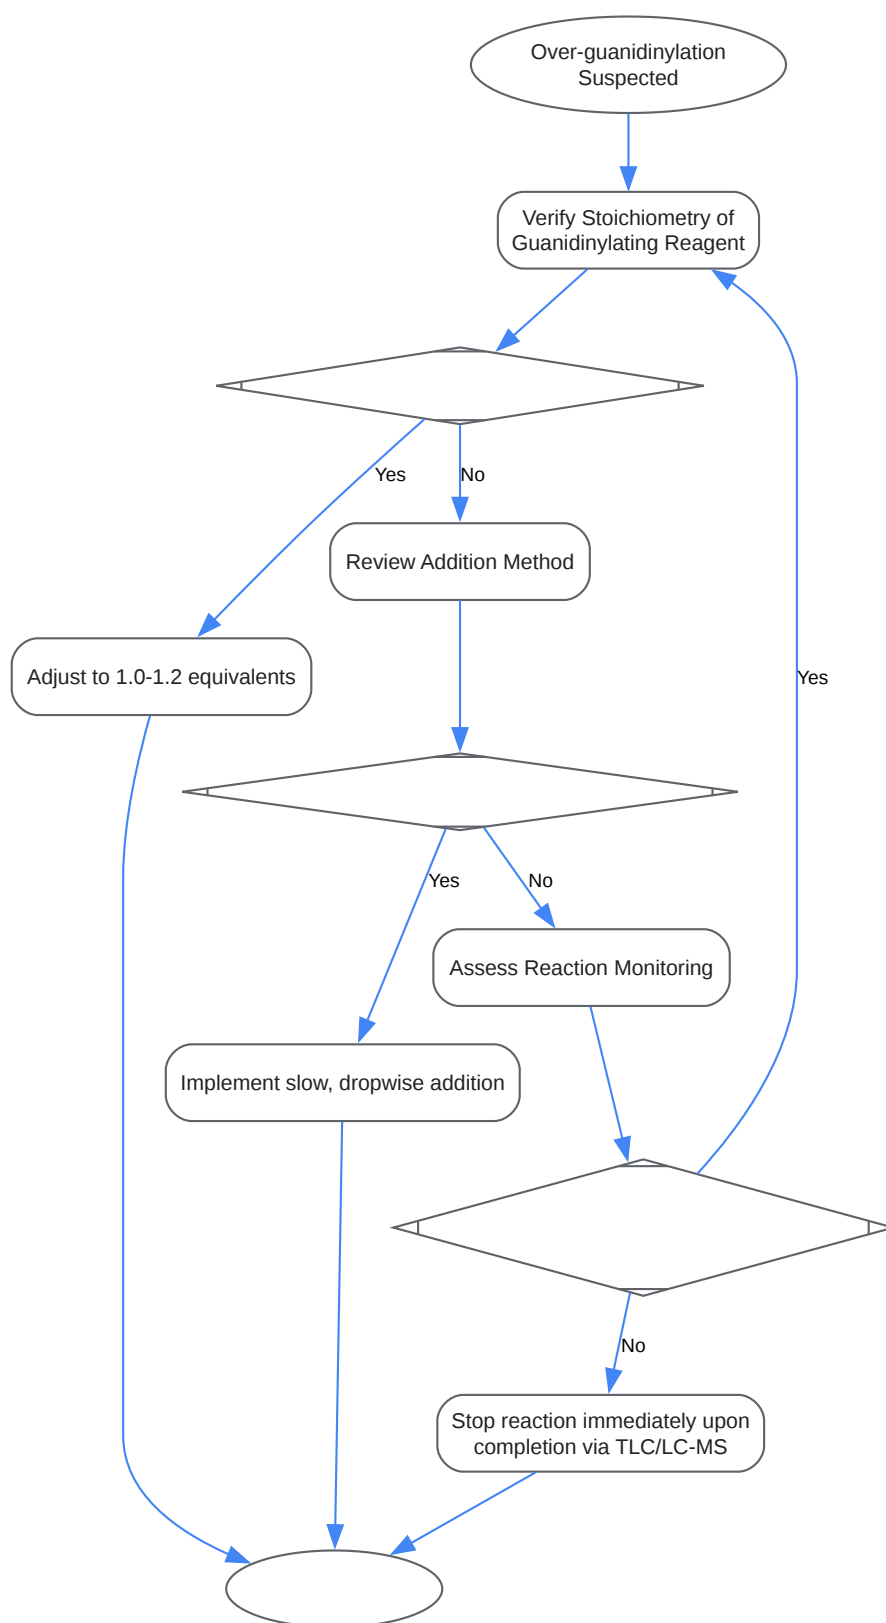 Over-guanidinylation
Suspected
Verify Stoichiometry of
Guanidinylating Reagent
Yes
No
Review Addition Method
Adjust to 1.0-1.2 equivalents
Yes
Yes
No
Assess Reaction Monitoring
Implement slow, dropwise addition
No
Stop reaction immediately upon
completion via TLC/LC-MS